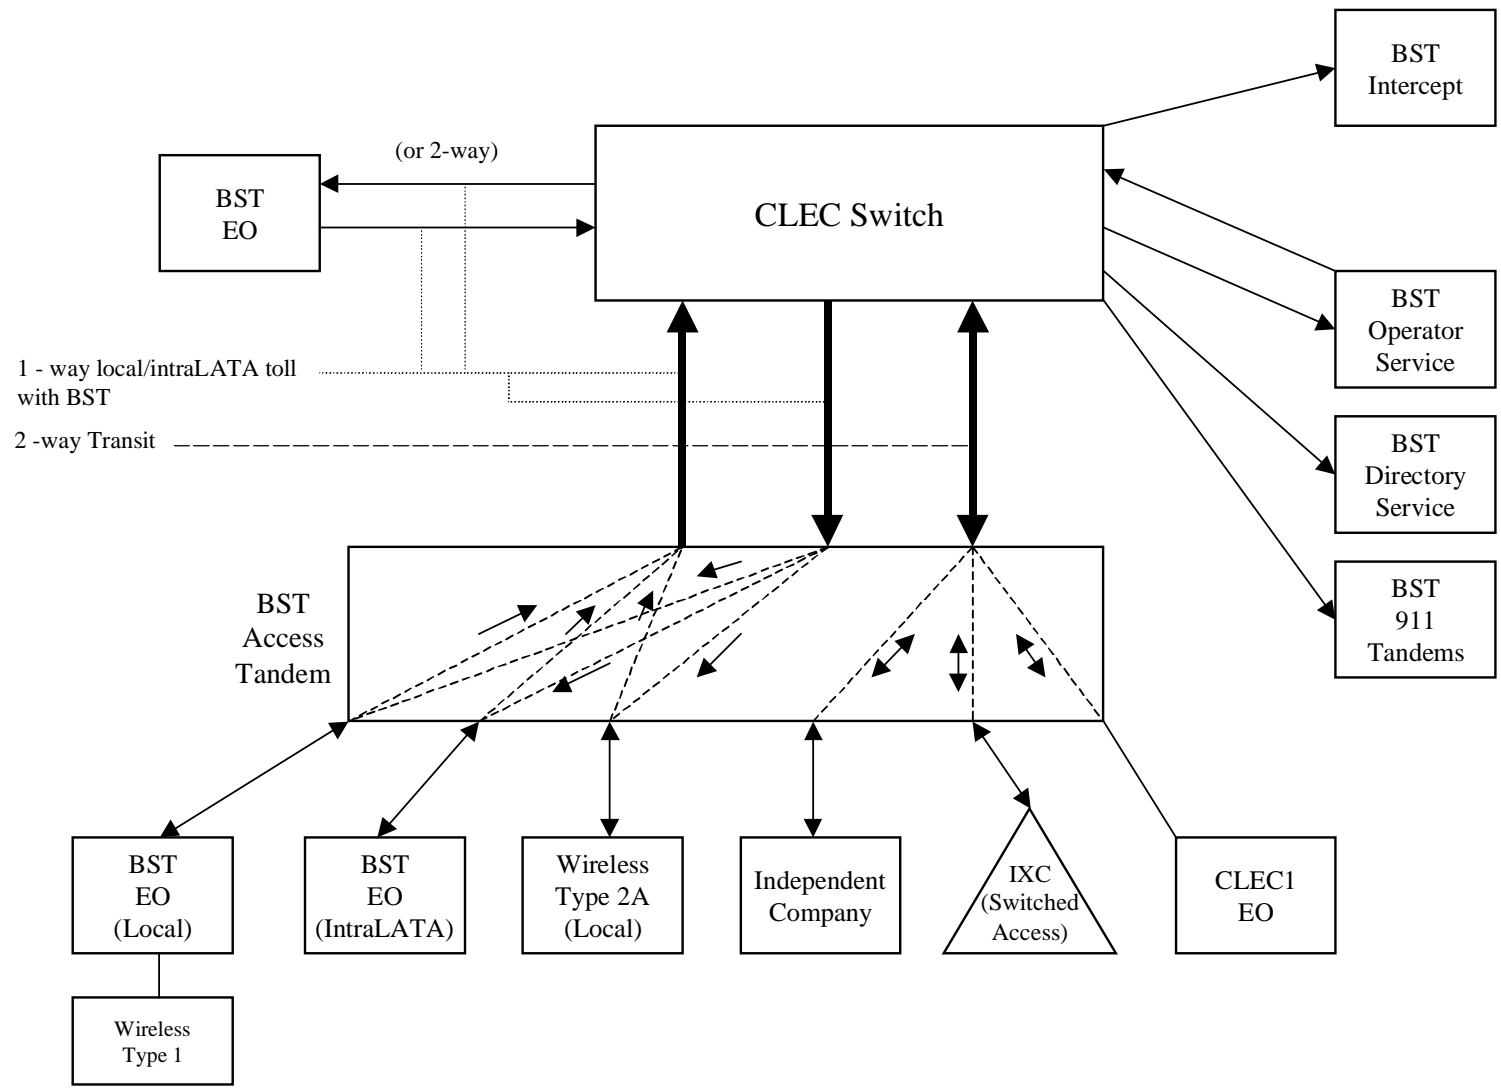 BST
Intercept
(or 2-way)
BST
EO
CLEC Switch
BST
Operator
Service
1 - way local/intraLATA toll
with BST
2 -way Transit
BST
Directory
Service
BST
Access
Tandem
BST
911
Tandems
BST
EO
(Local)
BST
EO
(IntraLATA)
Wireless
Type 2A
(Local)
Independent
Company
IXC
(Switched
Access)
CLEC1
EO
Wireless
Type 1